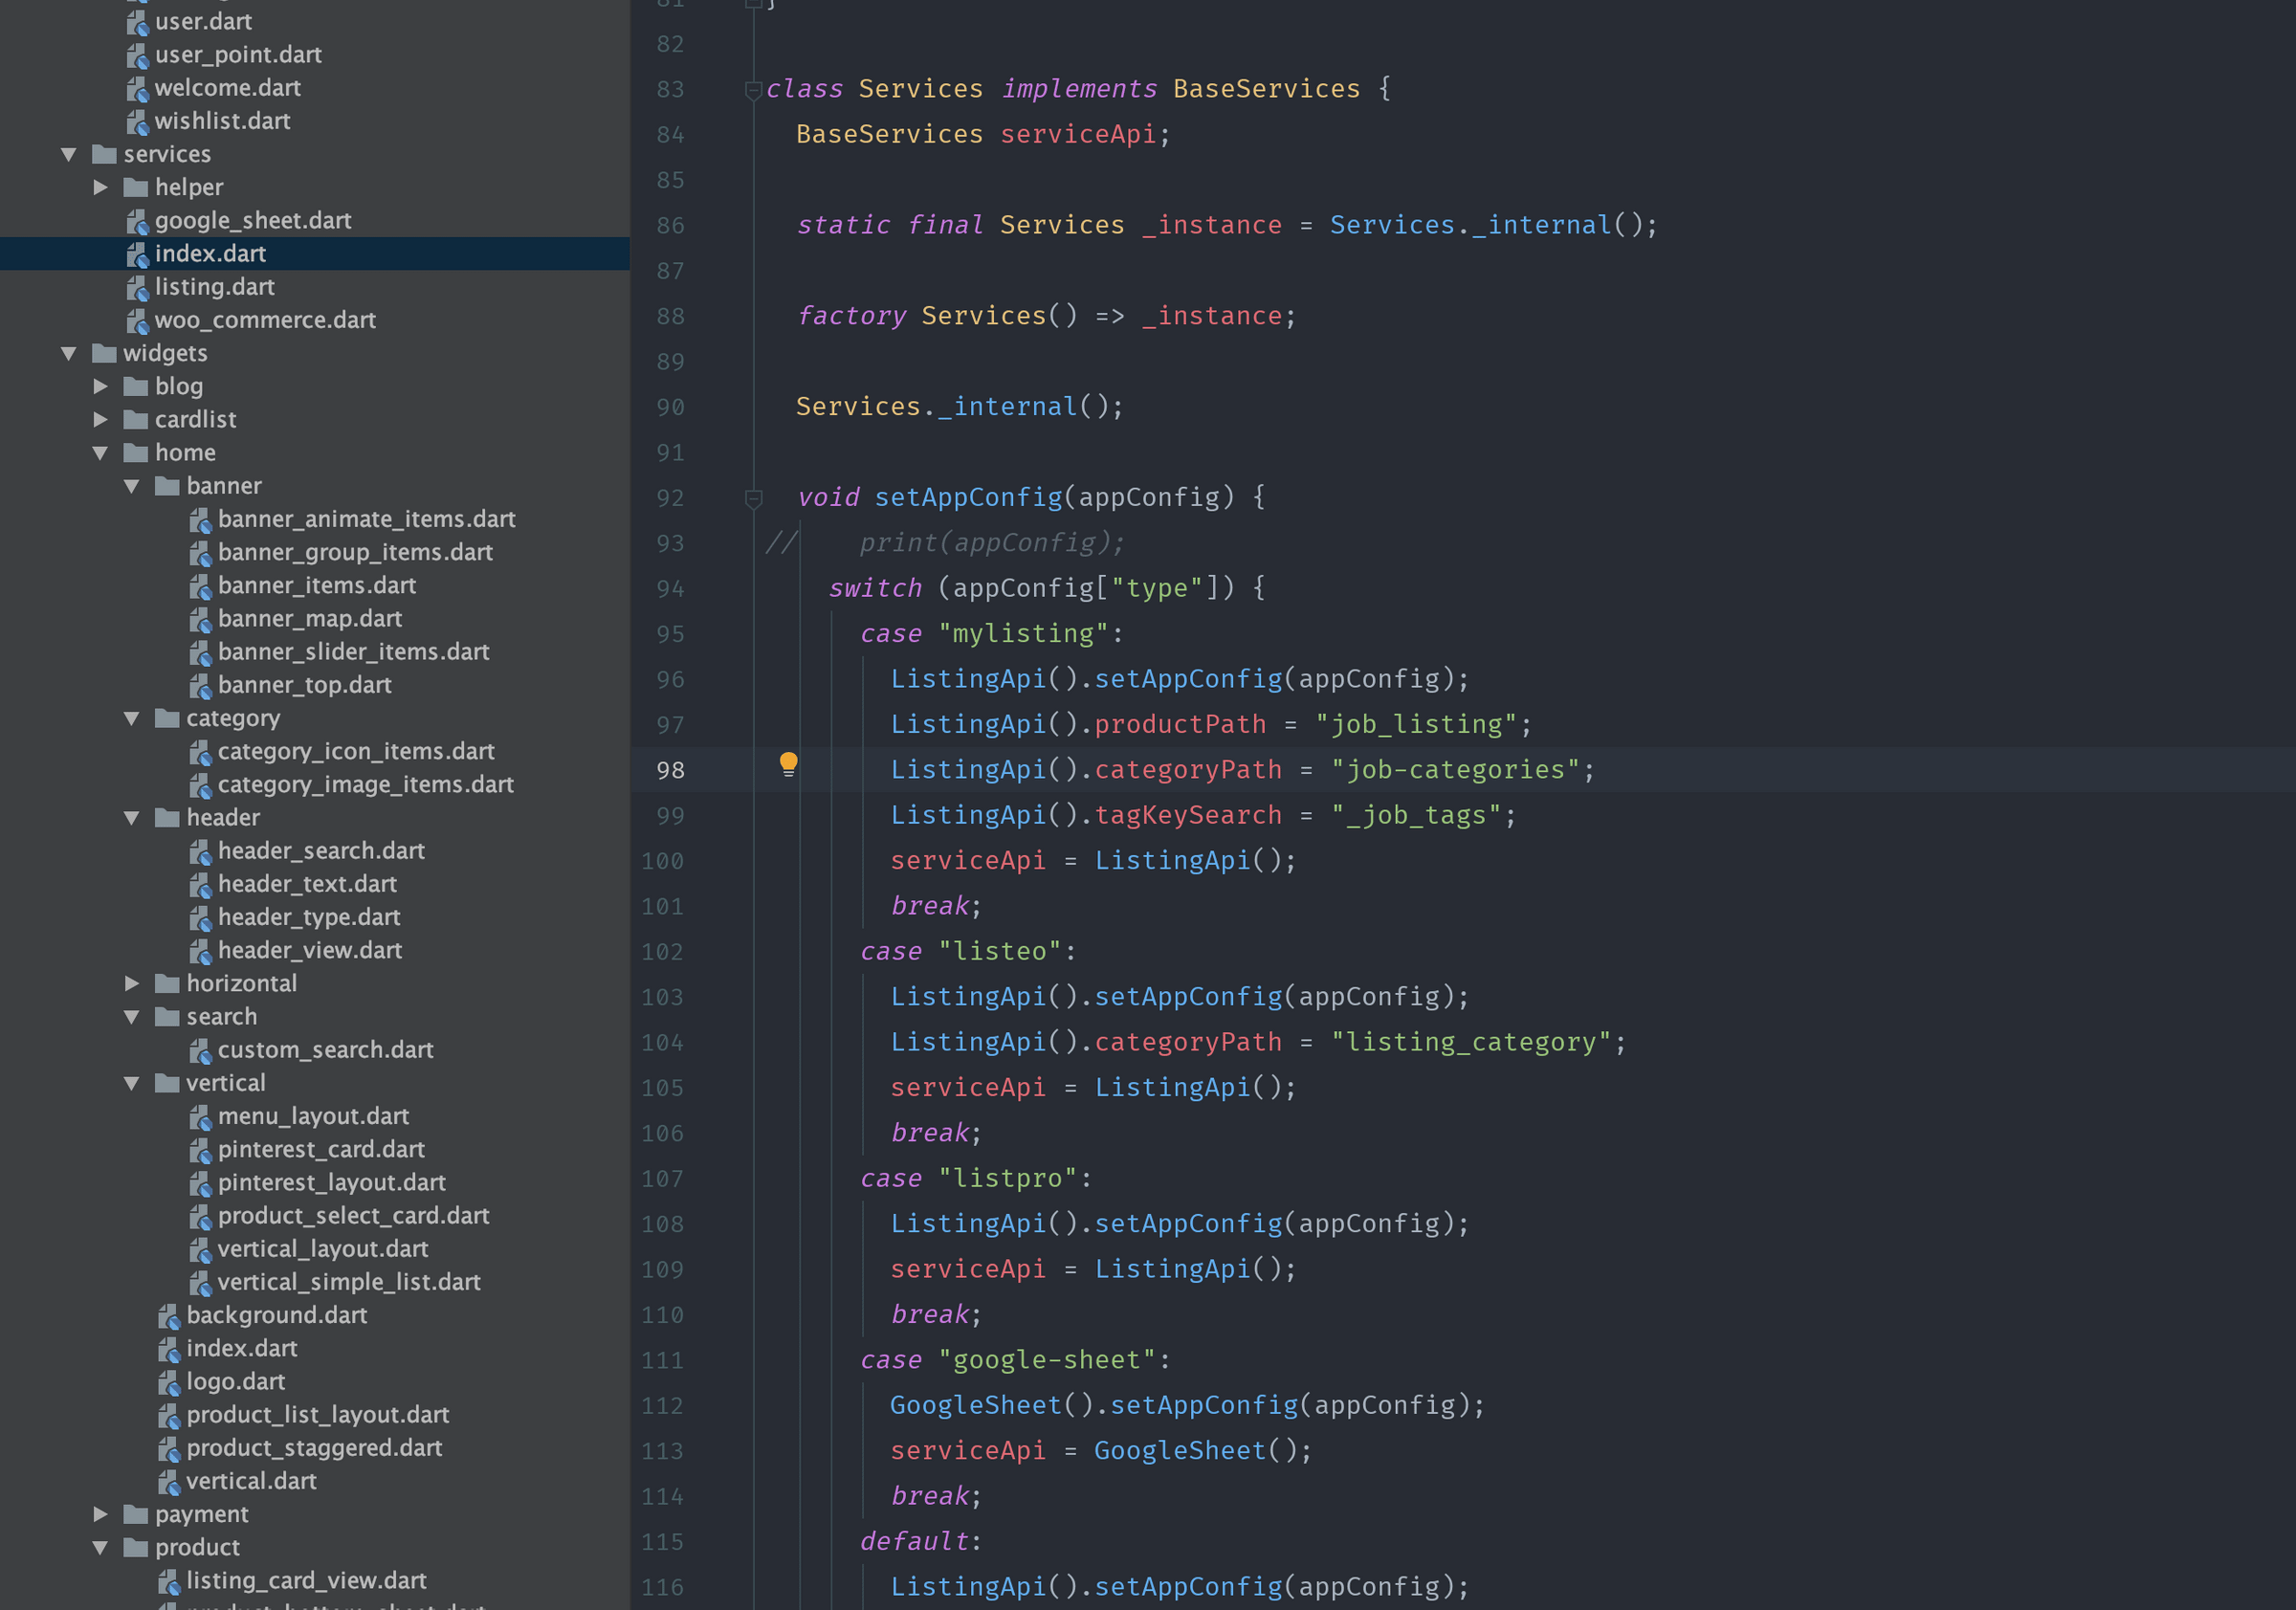 user.dart
user_point.dart
welcome.dart
wishlist.dart
services
helper
google_sheet.dart
index.dart
listing.dart
woo_commerce.dart
widgets
blog
cardlist
home
banner
banner_animate_items.dart
banner_group_items.dart
banner_items.dart
banner_map.dart
banner_slider_items.dart
banner_top.dart
category
category_icon_items.dart
category_image_items.dart
header
header_search.dart
header_text.dart
header_type.dart
header_view.dart
horizontal
search
custom_search.dart
vertical
menu_layout.dart
pinterest_card.dart
pinterest_layout.dart
product_select_card.dart
vertical_layout.dart
vertical_simple_list.dart
background.dart
index.dart
logo.dart
product_list_layout.dart
product_staggered.dart
vertical.dart
payment
product
listing_card_view.dart
81 }
82
83 class Services implements BaseServices {
84 BaseServices serviceApi;
85
86 static final Services _instance = Services._internal();
87
88 factory Services() => _instance;
89
90 Services._internal();
91
92 void setAppConfig(appConfig) {
93 // print(appConfig);
94 switch (appConfig["type"]) {
95 case "mylisting":
96 ListingApi().setAppConfig(appConfig);
97 ListingApi().productPath = "job_listing";
98 ListingApi().categoryPath = "job-categories";
99 ListingApi().tagKeySearch = "_job_tags";
100 serviceApi = ListingApi();
101 break;
102 case "listeo":
103 ListingApi().setAppConfig(appConfig);
104 ListingApi().categoryPath = "listing_category";
105 serviceApi = ListingApi();
106 break;
107 case "listpro":
108 ListingApi().setAppConfig(appConfig);
109 serviceApi = ListingApi();
110 break;
111 case "google-sheet":
112 GoogleSheet().setAppConfig(appConfig);
113 serviceApi = GoogleSheet();
114 break;
115 default:
116 ListingApi().setAppConfig(appConfig);